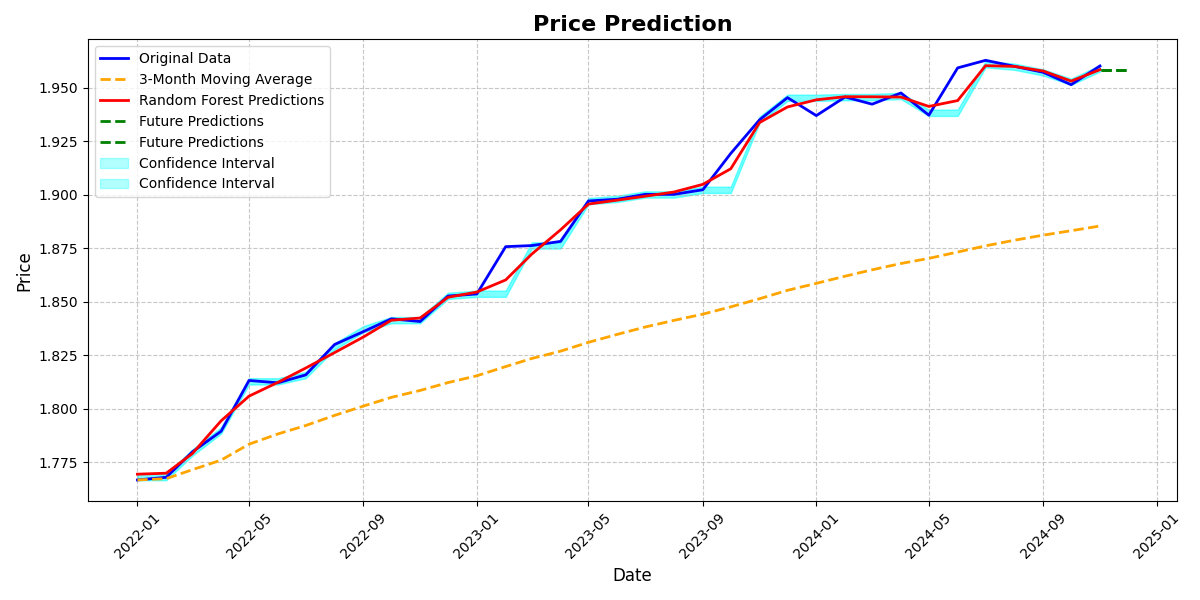 Price Prediction
Original Data
3-Month Moving Average
Random Forest Predictions
Future Predictions
Future Predictions
Confidence Interval
Confidence Interval
Price
1.950
1.925
1.900
1.875
1.850
1.825
1.800
1.775
2022-01
2022-05
2022-09
2023-01
2023-05
2023-09
2024-01
2024-05
2024-09
2025-01
Date